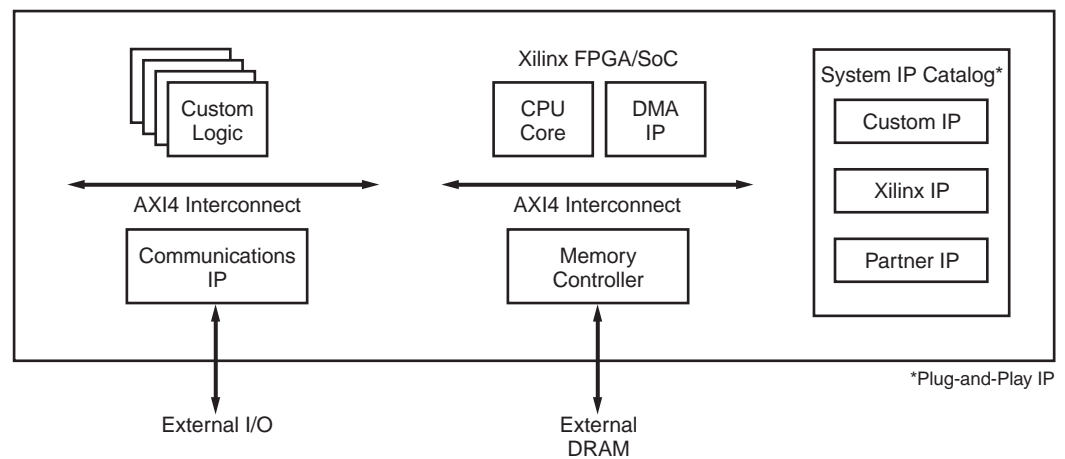 Xilinx FPGA/SoC
Custom
Logic
CPU
Core
DMA
IP
AXI4 Interconnect
AXI4 Interconnect
Communications
IP
Memory
Controller
System IP Catalog*
Custom IP
Xilinx IP
Partner IP
*Plug-and-Play IP
External I/O
External
DRAM